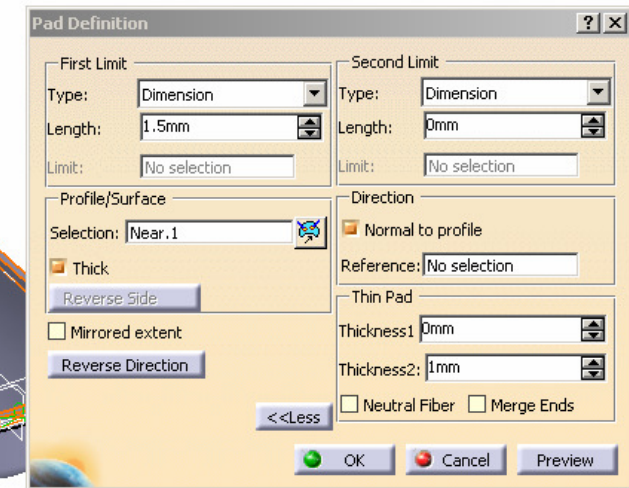 Pad Definition
First Limit
Type: Dimension
Length: 1.5mm
Limit: No selection
Second Limit
Type: Dimension
Length: 0mm
Limit: No selection
Profile/Surface
Selection: Near.1
Thick
Reverse Side
Mirrored extent
Reverse Direction
Direction
Normal to profile
Reference: No selection
Thin Pad
Thickness1 0mm
Thickness2: 1mm
Neutral Fiber Merge Ends
<<Less
OK Cancel Preview